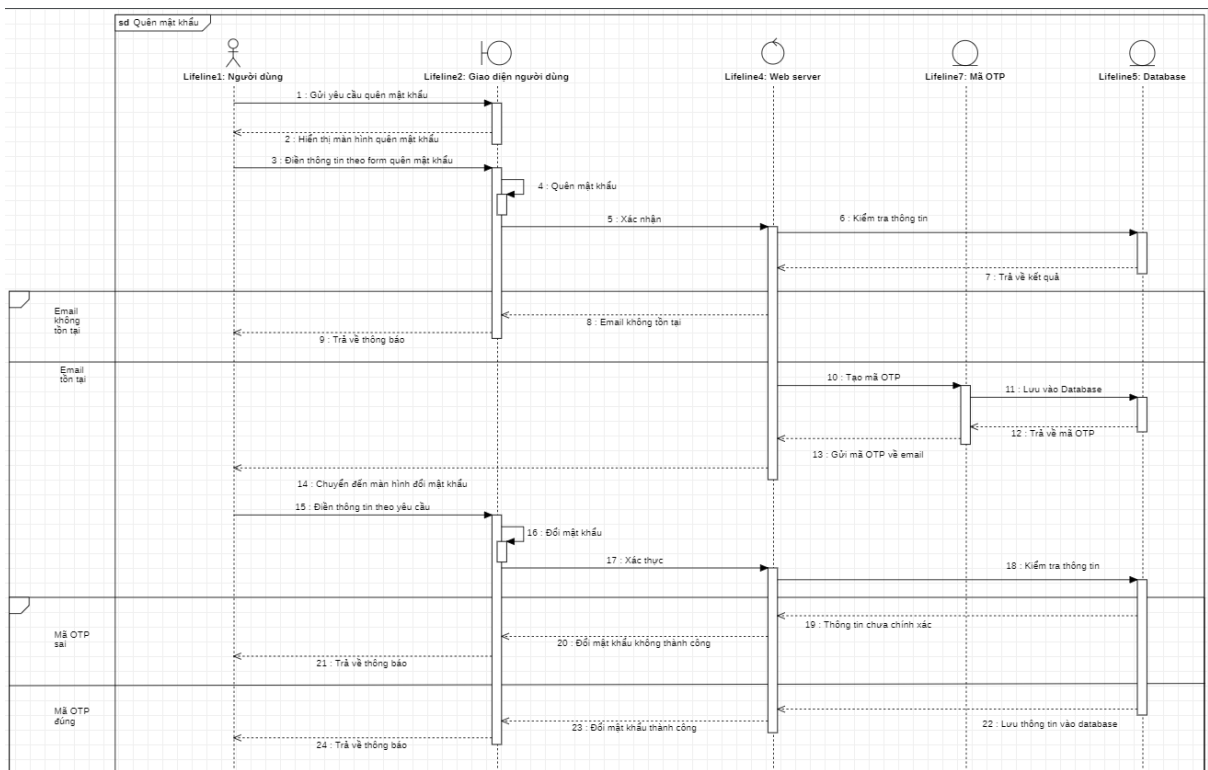 sd Quên mật khẩu
Lifeline1: Người dùng
Lifeline2: Giao diện người dùng
Lifeline4: Web server
Lifeline7: Mã OTP
Lifeline5: Database
1 : Gửi yêu cầu quên mật khẩu
2 : Hiển thị màn hình quên mật khẩu
3 : Điền thông tin theo form quên mật khẩu
4 : Quên mật khẩu
5 : Xác nhận
6 : Kiểm tra thông tin
7 : Trả về kết quả
Email
không
tồn tại
8 : Email không tồn tại
9 : Trả về thông báo
Email
tồn tại
10 : Tạo mã OTP
11 : Lưu vào Database
12 : Trả về mã OTP
13 : Gửi mã OTP về email
14 : Chuyển đến màn hình đổi mật khẩu
15 : Điền thông tin theo yêu cầu
16 : Đổi mật khẩu
17 : Xác thực
18 : Kiểm tra thông tin
Mã OTP
sai
19 : Thông tin chưa chính xác
20 : Đổi mật khẩu không thành công
21 : Trả về thông báo
Mã OTP
đúng
22 : Lưu thông tin vào database
23 : Đổi mật khẩu thành công
24 : Trả về thông báo